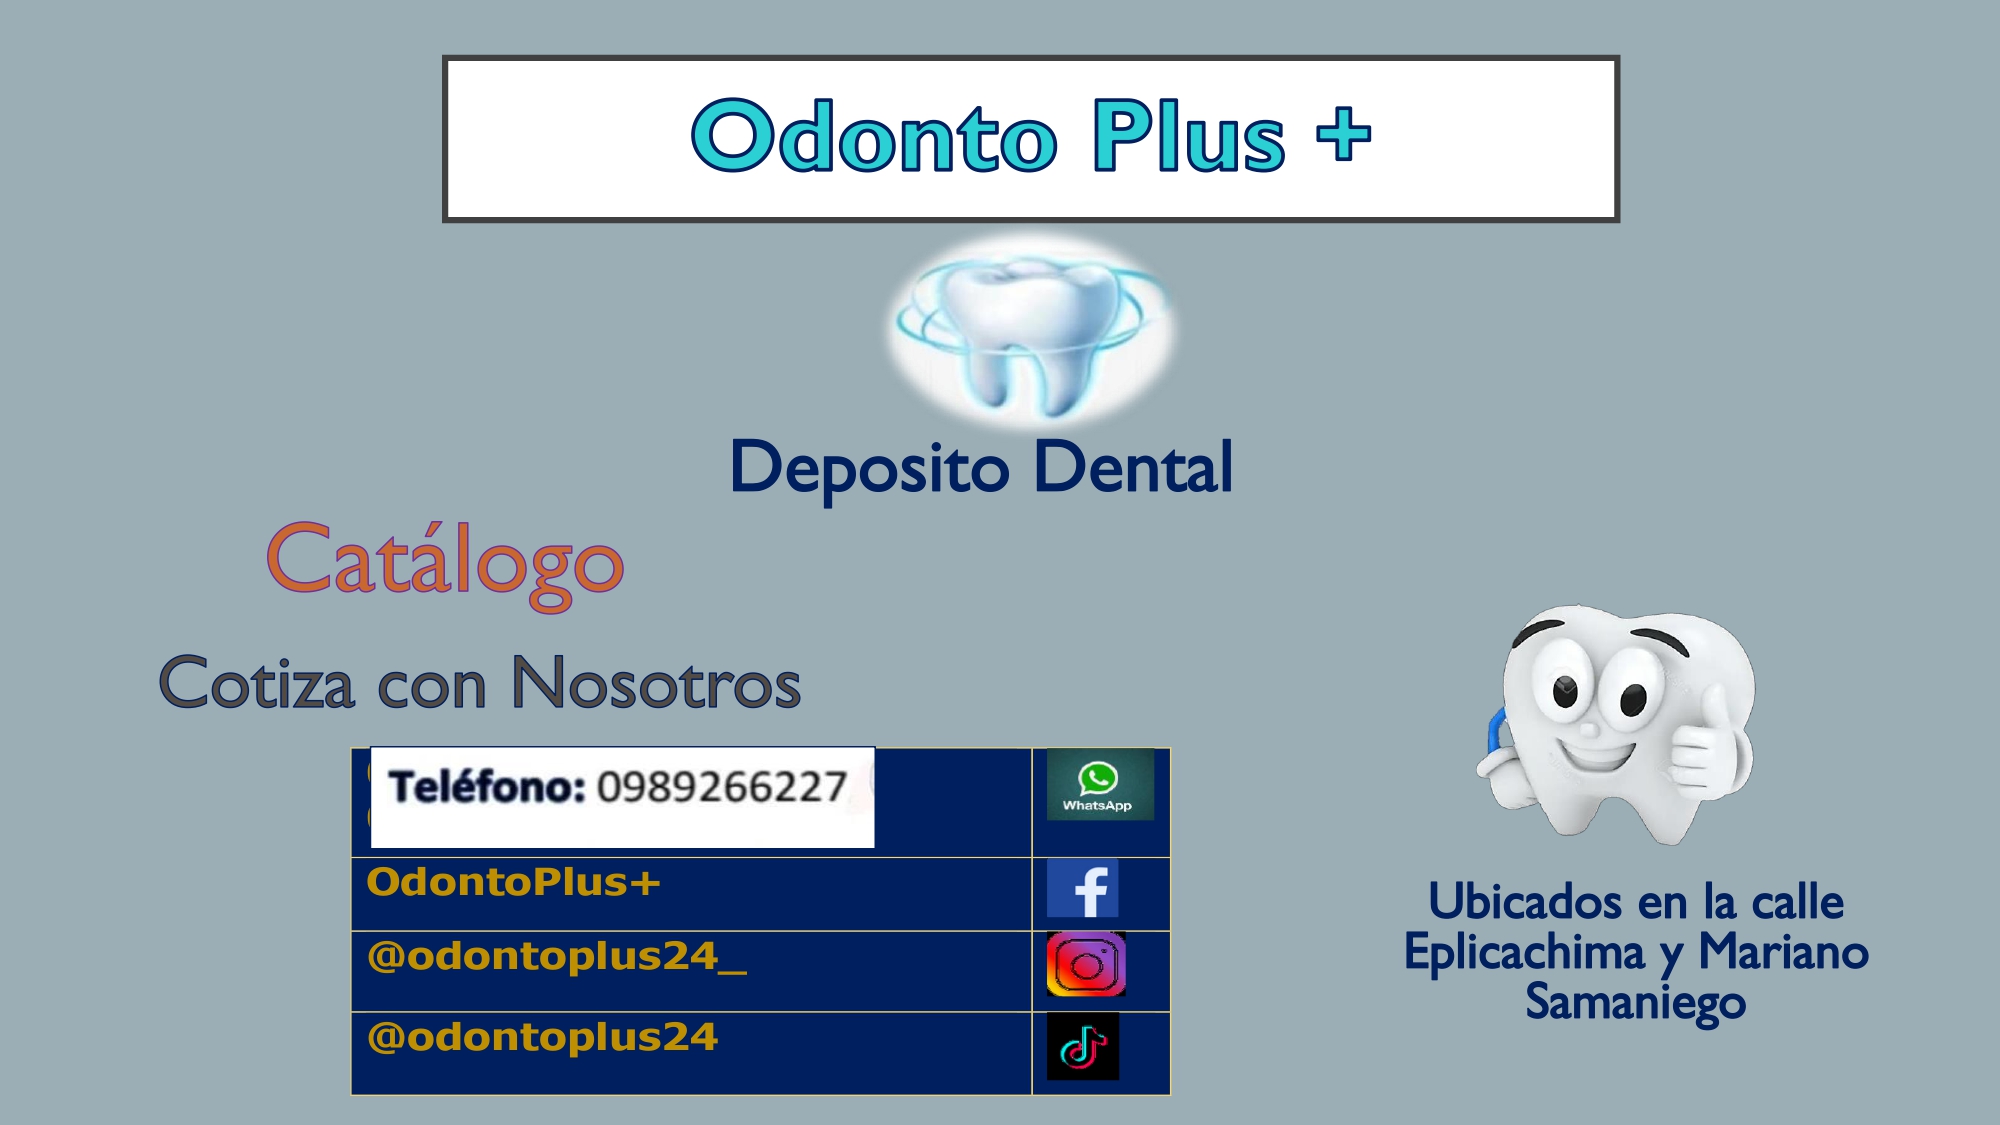 Odonto Plus +
Deposito Dental
Catálogo
Cotiza con Nosotros
Teléfono: 0989266227
WhatsApp
OdontoPlus+
@odontoplus24_
@odontoplus24
Ubicados en la calle
Eplicachima y Mariano
Samaniego